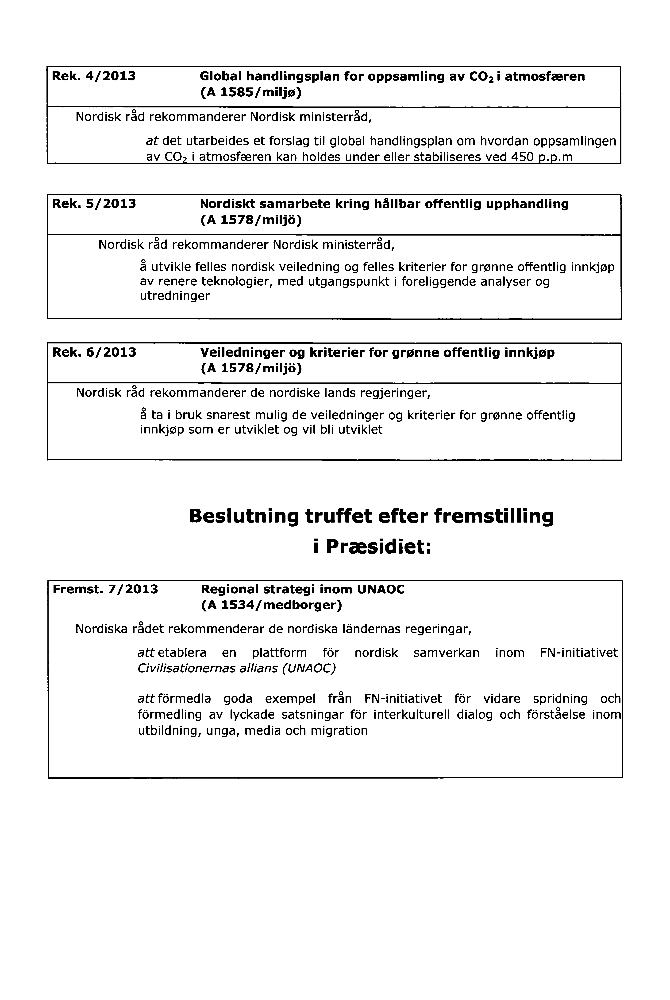 Rek. 4/2013 Global handlingsplan for oppsamling av CO₂ i atmosfæren
(A 1585/miljø)
Nordisk råd rekommanderer Nordisk ministerråd,
at det utarbeides et forslag til global handlingsplan om hvordan oppsamlingen
av CO₂ i atmosfæren kan holdes under eller stabiliseres ved 450 p.p.m
Rek. 5/2013 Nordiskt samarbete kring hållbar offentlig upphandling
(A 1578/miljö)
Nordisk råd rekommanderer Nordisk ministerråd,
å utvikle felles nordisk veiledning og felles kriterier for grønne offentlig innkjøp
av renere teknologier, med utgangspunkt i foreliggende analyser og
utredninger
Rek. 6/2013 Veiledninger og kriterier for grønne offentlig innkjøp
(A 1578/miljö)
Nordisk råd rekommanderer de nordiske lands regjeringer,
å ta i bruk snarest mulig de veiledninger og kriterier for grønne offentlig
innkjøp som er utviklet og vil bli utviklet
Beslutning truffet efter fremstilling
i Præsidiet:
Fremst. 7/2013 Regional strategi inom UNAOC
(A 1534/medborger)
Nordiska rådet rekommenderar de nordiska ländernas regeringar,
att etablera en plattform för nordisk samverkan inom FN-initiativet
Civilisationernas allians (UNAOC)
att förmedla goda exempel från FN-initiativet för vidare spridning och
förmedling av lyckade satsningar för interkulturell dialog och förståelse inom
utbildning, unga, media och migration